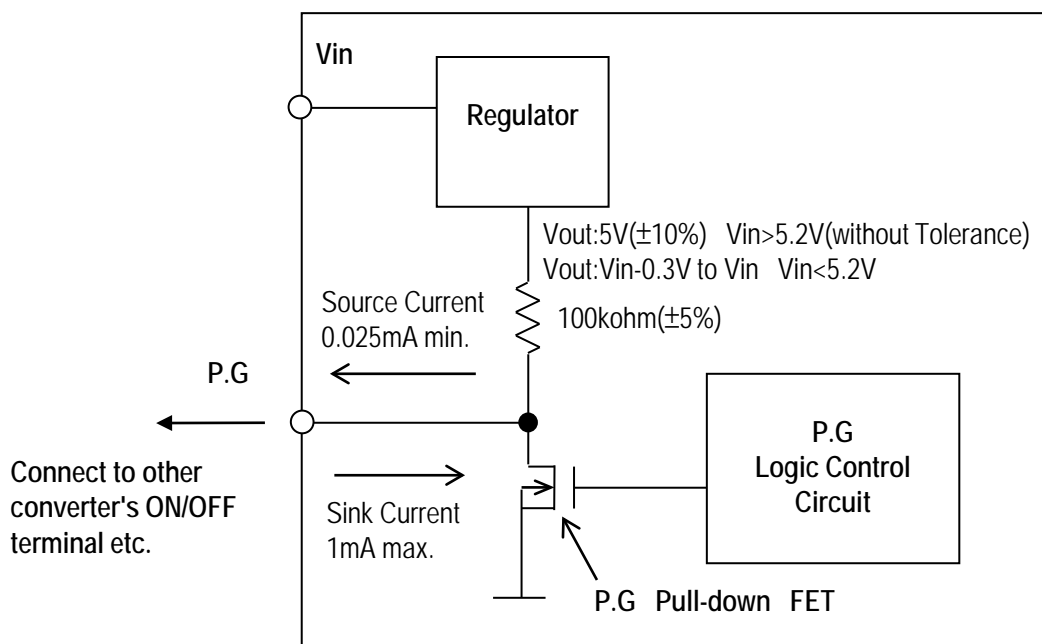 Vin
Regulator
Vout:5V(±10%) Vin>5.2V(without Tolerance)
Vout:Vin-0.3V to Vin Vin<5.2V
Source Current
0.025mA min.
100kohm(±5%)
P.G
P.G
Logic Control
Circuit
Connect to other
converter's ON/OFF
terminal etc.
Sink Current
1mA max.
P.G Pull-down FET